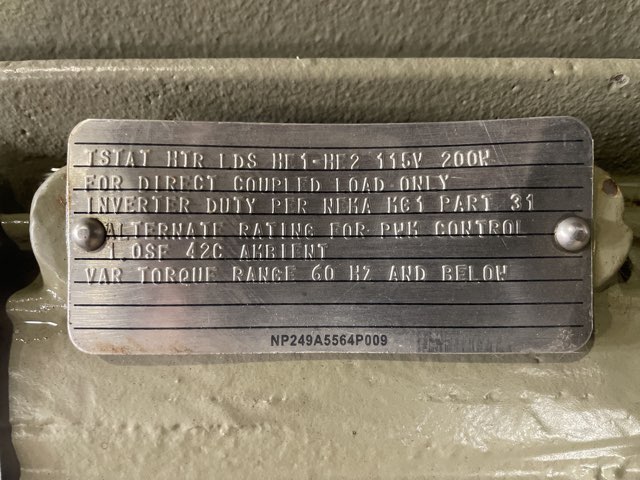 TSTAT HTR LDS HE1-HE2 115V 200W
FOR DIRECT COUPLED LOAD ONLY
INVERTER DUTY PER NEMA MG1 PART 31
ALTERNATE RATING FOR PWM CONTROL
1.0SF 42C AMBIENT
VAR TORQUE RANGE 60 HZ AND BELOW
NP249A5564P009